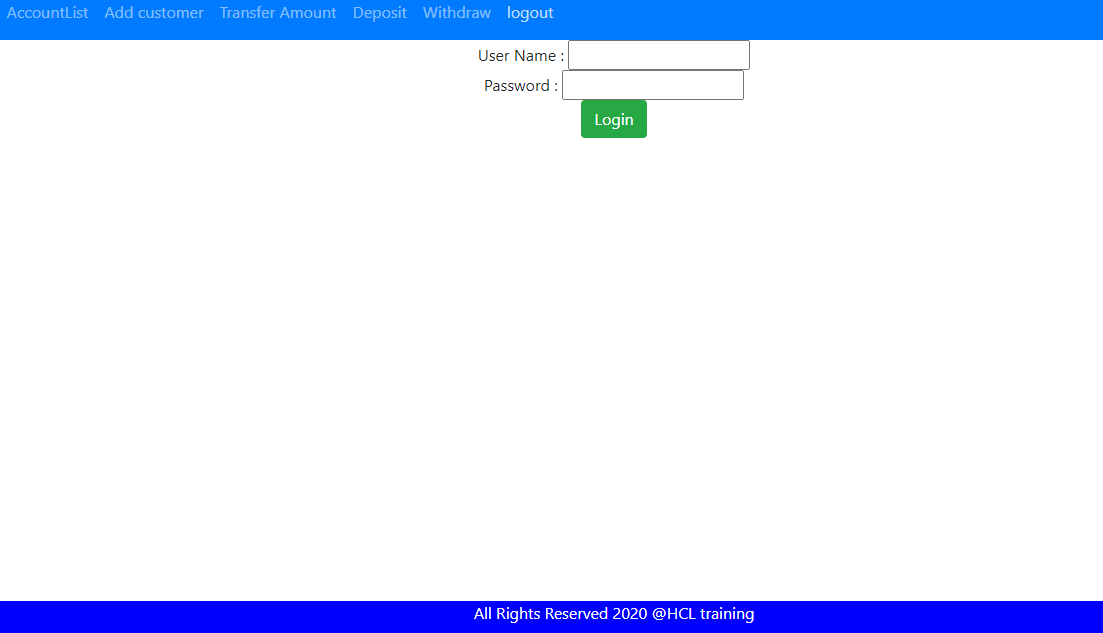 AccountList Add customer Transfer Amount Deposit Withdraw logout
User Name :
Password :
Login
All Rights Reserved 2020 @HCL training